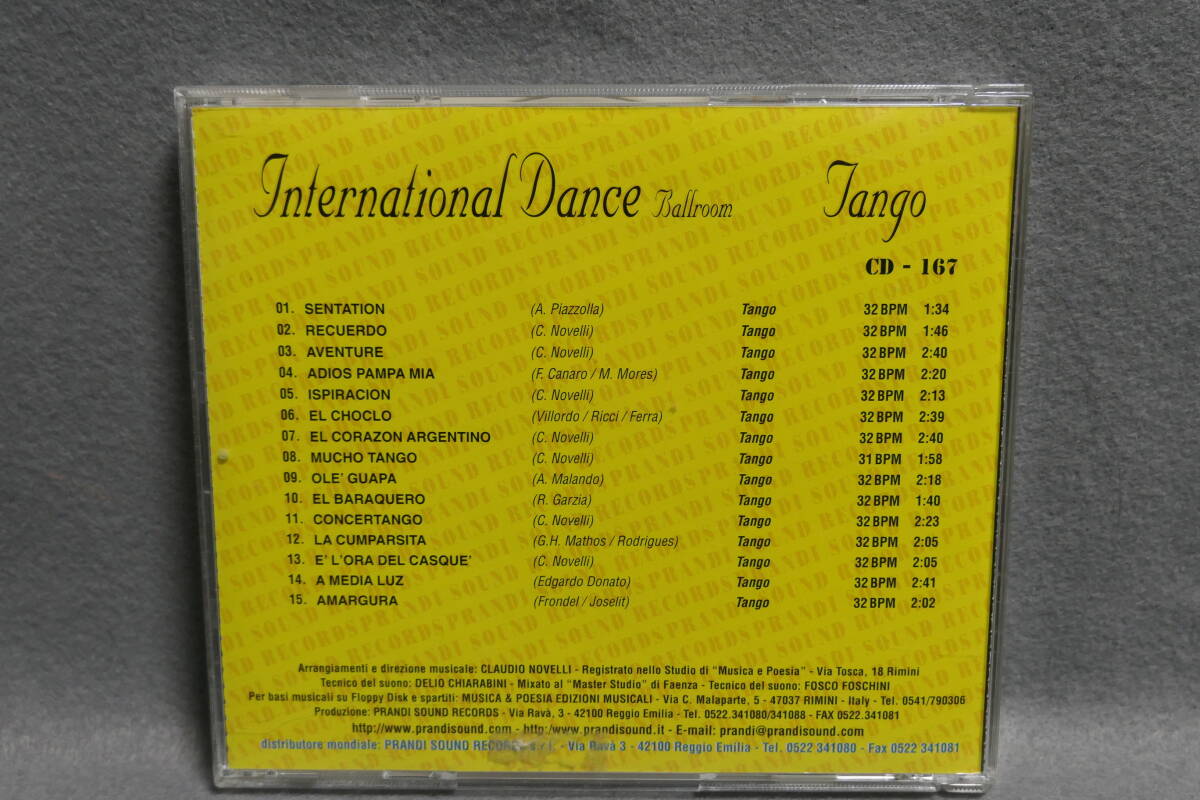 International Dance Ballroom Tango
CD - 167
01. SENTATION (A. Piazzolla) Tango 32 BPM 1:34
02. RECUERDO (C. Novelli) Tango 32 BPM 1:46
03. AVENTURE (C. Novelli) Tango 32 BPM 2:40
04. ADIOS PAMPA MIA (F. Canaro / M. Mores) Tango 32 BPM 2:20
05. ISPIRACION (C. Novelli) Tango 32 BPM 2:13
06. EL CHOCLO (Villordo / Ricci / Ferra) Tango 32 BPM 2:39
07. EL CORAZON ARGENTINO (C. Novelli) Tango 32 BPM 2:40
08. MUCHO TANGO (C. Novelli) Tango 31 BPM 1:58
09. OLE' GUAPA (A. Malando) Tango 32 BPM 2:18
10. EL BARAQUERO (R. Garzia) Tango 32 BPM 1:40
11. CONCERTANGO (C. Novelli) Tango 32 BPM 2:23
12. LA CUMPARSITA (G.H. Mathos / Rodrigues) Tango 32 BPM 2:05
13. E' L'ORA DEL CASQUE' (C. Novelli) Tango 32 BPM 2:05
14. A MEDIA LUZ (Edgardo Donato) Tango 32 BPM 2:41
15. AMARGURA (Frondel / Joselit) Tango 32 BPM 2:02
Arrangiamenti e direzione musicale: CLAUDIO NOVELLI - Registrato nello Studio di "Musica e Poesia" - Via Tosca, 18 Rimini
Tecnico del suono: DELIO CHIARABINI - Mixato al "Master Studio" di Faenza - Tecnico del suono: FOSCO FOSCHINI
Per basi musicali su Floppy Disk e spartiti: MUSICA & POESIA EDIZIONI MUSICALI - Via C. Malaparte, 5 - 47037 RIMINI - Italy - Tel. 0541/790306
Produzione: PRANDI SOUND RECORDS - Via Ravà, 3 - 42100 Reggio Emilia - Tel. 0522.341080/341088 - FAX 0522.341081
http://www.prandisound.com - http:/www.prandisound.it - E-mail: prandi@prandisound.com
distributore mondiale: PRANDI SOUND RECORDS s.r.l. - Via Ravà 3 - 42100 Reggio Emilia - Tel. 0522 341080 - Fax 0522 341081